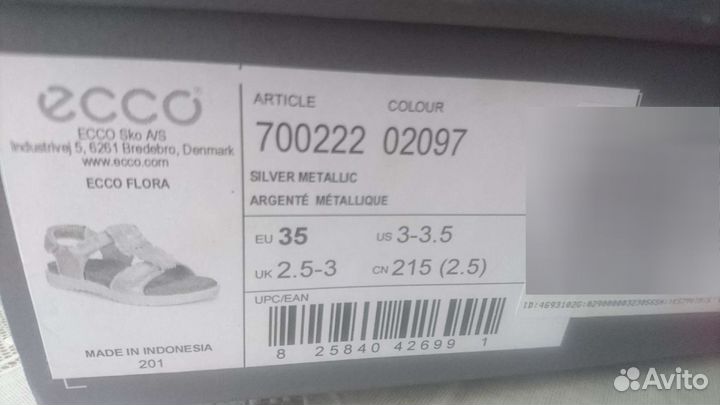 ecco
ECCO Sko A/S
Industrivej 5, 6261 Bredebro, Denmark
www.ecco.com
ECCO FLORA
MADE IN INDONESIA
201
ARTICLE COLOUR
700222 02097
SILVER METALLIC
ARGENTÉ MÉTALLIQUE
EU 35 US 3-3.5
UK 2.5-3 CN 215 (2.5)
UPC/EAN
8 25840 42699 1
Avito